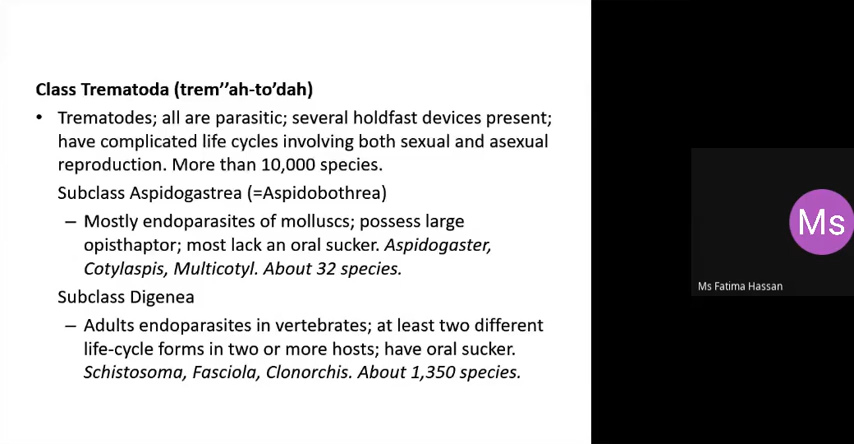 Class Trematoda (trem’’ah-to’dah)
• Trematodes; all are parasitic; several holdfast devices present;
have complicated life cycles involving both sexual and asexual
reproduction. More than 10,000 species.
Subclass Aspidogastrea (=Aspidobothrea)
– Mostly endoparasites of molluscs; possess large
opisthaptor; most lack an oral sucker. Aspidogaster,
Cotylaspis, Multicotyl. About 32 species.
Subclass Digenea
– Adults endoparasites in vertebrates; at least two different
life-cycle forms in two or more hosts; have oral sucker.
Schistosoma, Fasciola, Clonorchis. About 1,350 species.
Ms
Ms Fatima Hassan